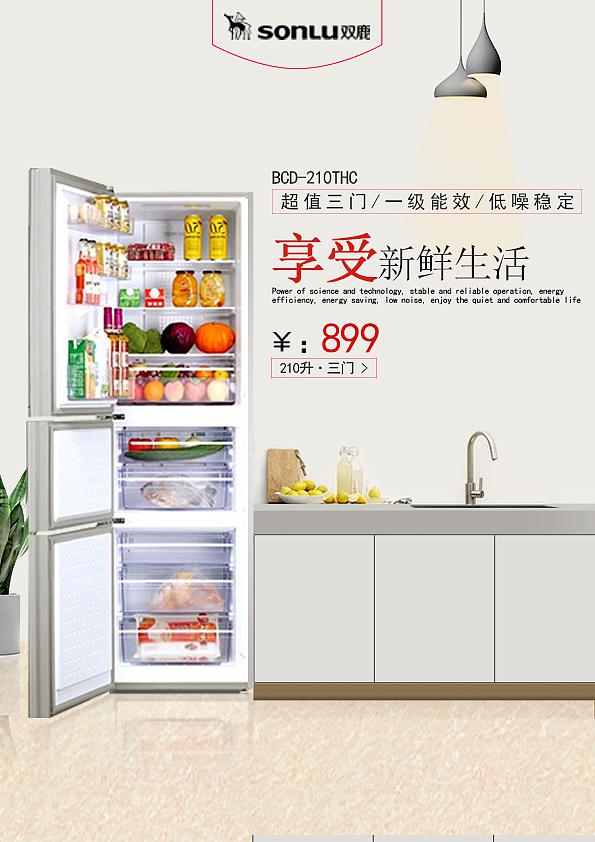 SONLU双鹿
BCD-210THC
超值三门/一级能效/低噪稳定
享受新鲜生活
Power of science and technology, stable and reliable operation, energy
efficiency, energy saving, low noise, enjoy the quiet and comfortable life
￥:899
210升·三门 >